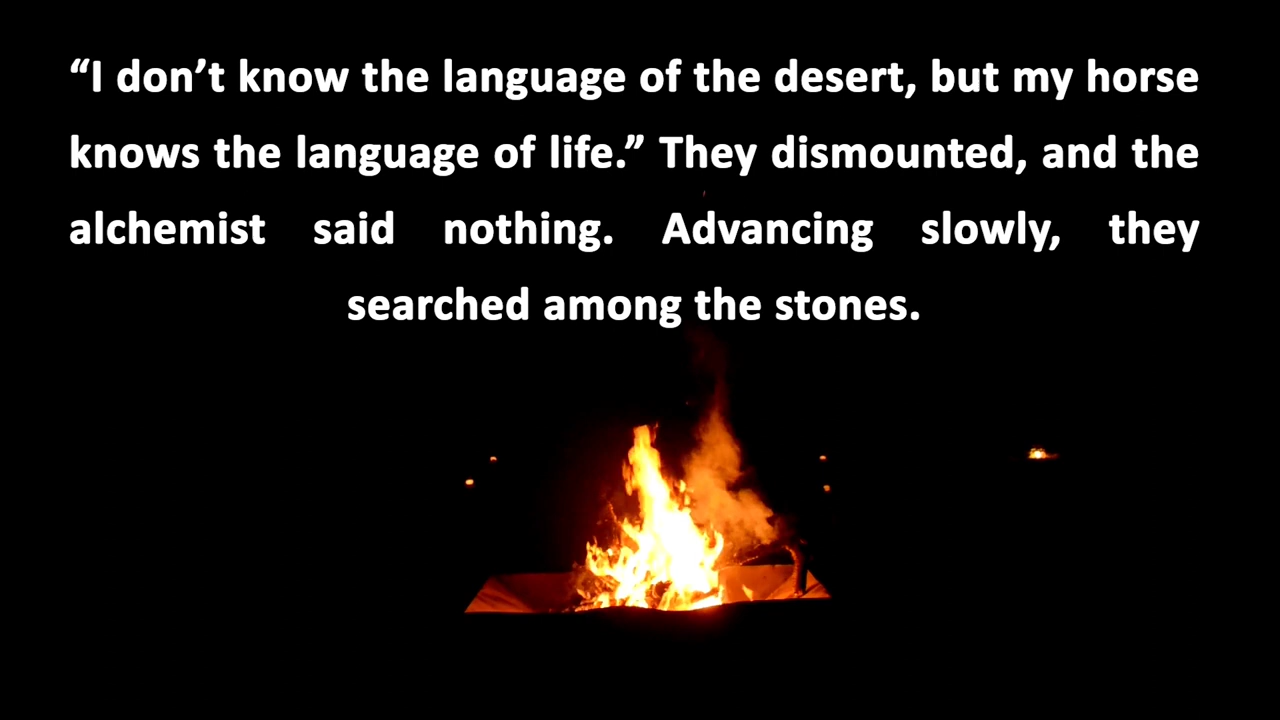 “I don’t know the language of the desert, but my horse
knows the language of life.” They dismounted, and the
alchemist said nothing. Advancing slowly, they
searched among the stones.